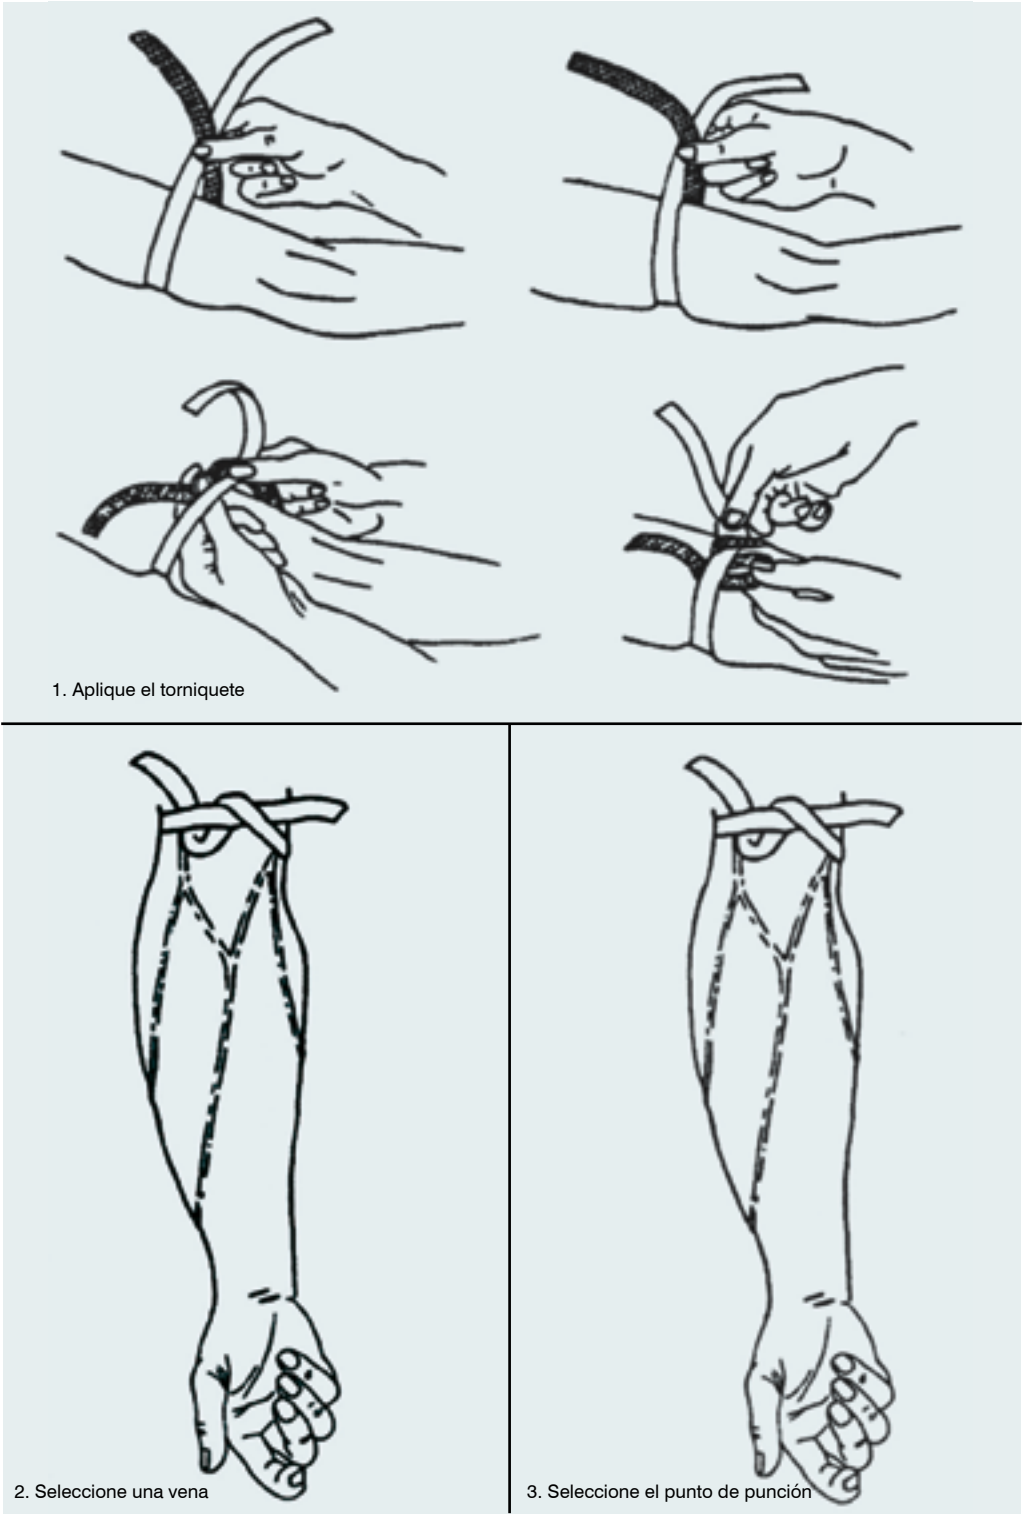 1. Aplique el torniquete
2. Seleccione una vena
3. Seleccione el punto de punción